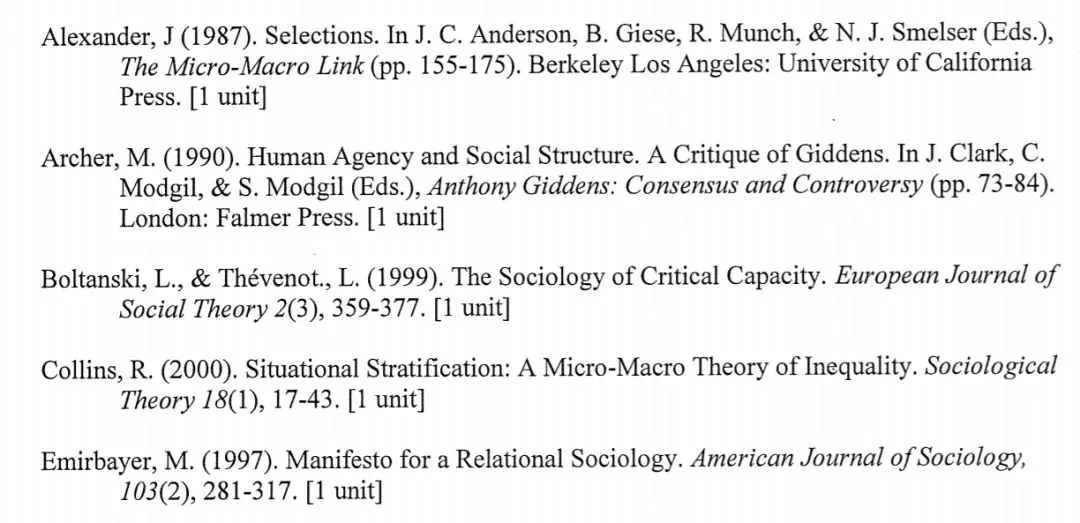 Alexander, J (1987). Selections. In J. C. Anderson, B. Giese, R. Munch, & N. J. Smelser (Eds.),
The Micro-Macro Link (pp. 155-175). Berkeley Los Angeles: University of California
Press. [1 unit]
Archer, M. (1990). Human Agency and Social Structure. A Critique of Giddens. In J. Clark, C.
Modgil, & S. Modgil (Eds.), Anthony Giddens: Consensus and Controversy (pp. 73-84).
London: Falmer Press. [1 unit]
Boltanski, L., & Thévenot., L. (1999). The Sociology of Critical Capacity. European Journal of
Social Theory 2(3), 359-377. [1 unit]
Collins, R. (2000). Situational Stratification: A Micro-Macro Theory of Inequality. Sociological
Theory 18(1), 17-43. [1 unit]
Emirbayer, M. (1997). Manifesto for a Relational Sociology. American Journal of Sociology,
103(2), 281-317. [1 unit]